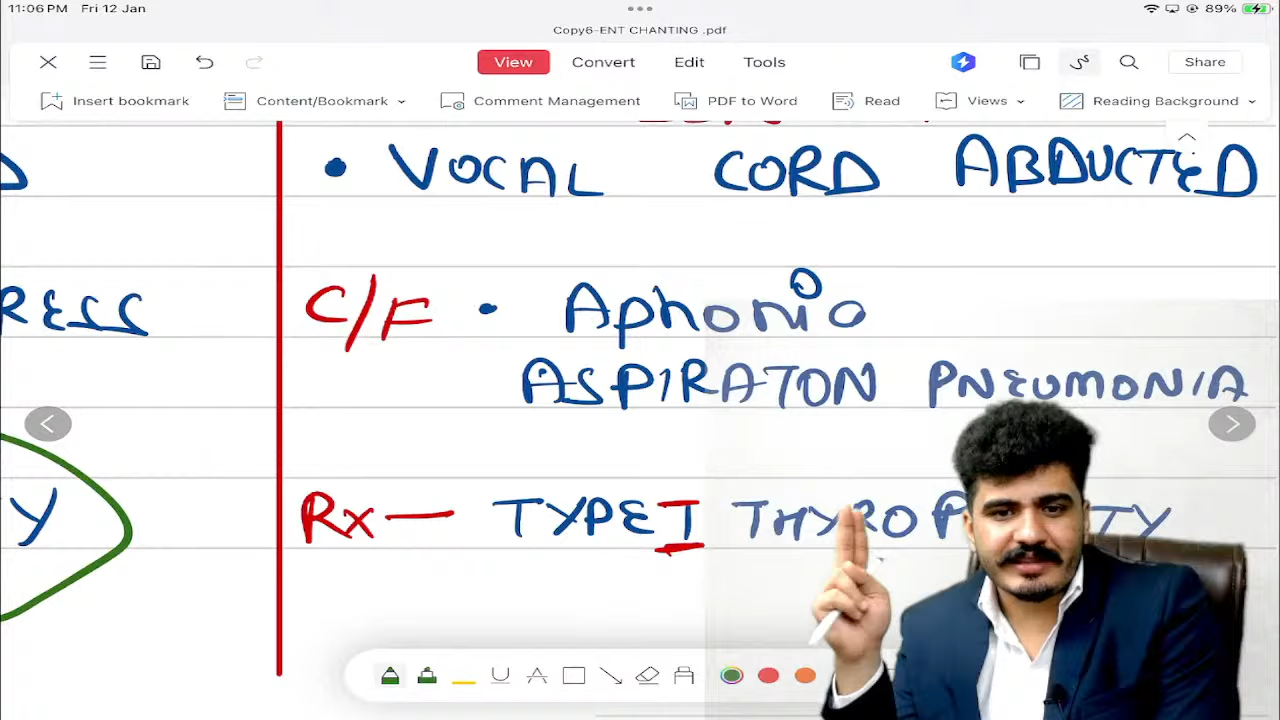 11:06 PM Fri 12 Jan 89%
Copy6-ENT CHANTING .pdf
View Convert Edit Tools Share
Insert bookmark Content/Bookmark Comment Management PDF to Word Read Views Reading Background
• VOCAL CORD ABDUCTED
RESS C/F • Aphonia
ASPIRATON PNEUMONIA
Y Rx— TYPE I